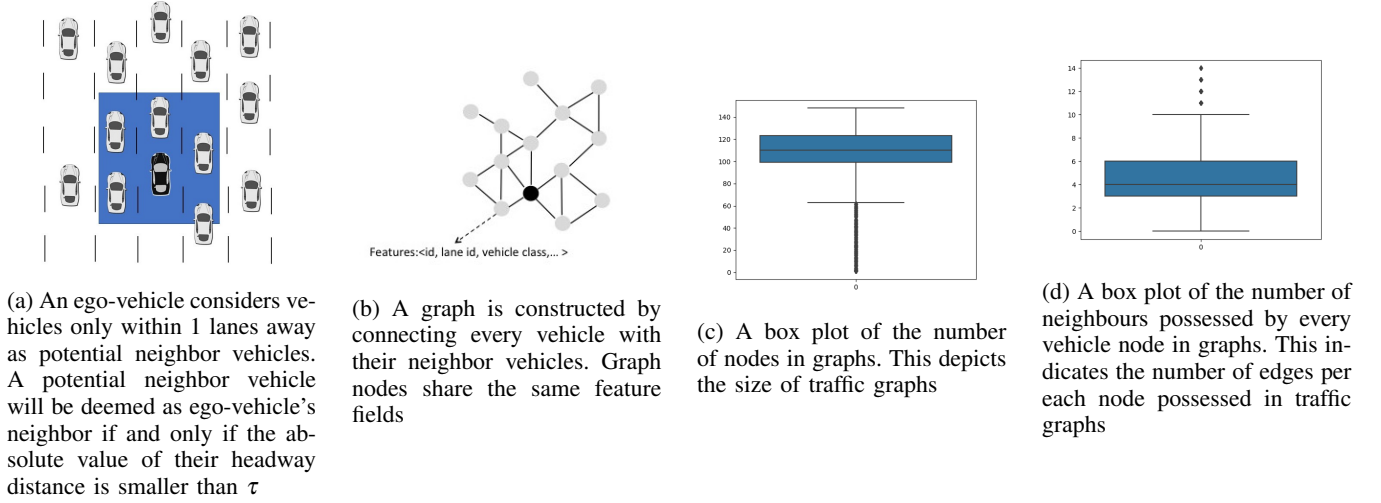 Features:<id, lane id, vehicle class,... >
140
120
100
80
60
40
20
0
0
14
12
10
8
6
4
2
0
0
(a) An ego-vehicle considers ve-
hicles only within 1 lanes away
as potential neighbor vehicles.
A potential neighbor vehicle
will be deemed as ego-vehicle's
neighbor if and only if the ab-
solute value of their headway
distance is smaller than τ
(b) A graph is constructed by
connecting every vehicle with
their neighbor vehicles. Graph
nodes share the same feature
fields
(c) A box plot of the number
of nodes in graphs. This depicts
the size of traffic graphs
(d) A box plot of the number of
neighbours possessed by every
vehicle node in graphs. This in-
dicates the number of edges per
each node possessed in traffic
graphs